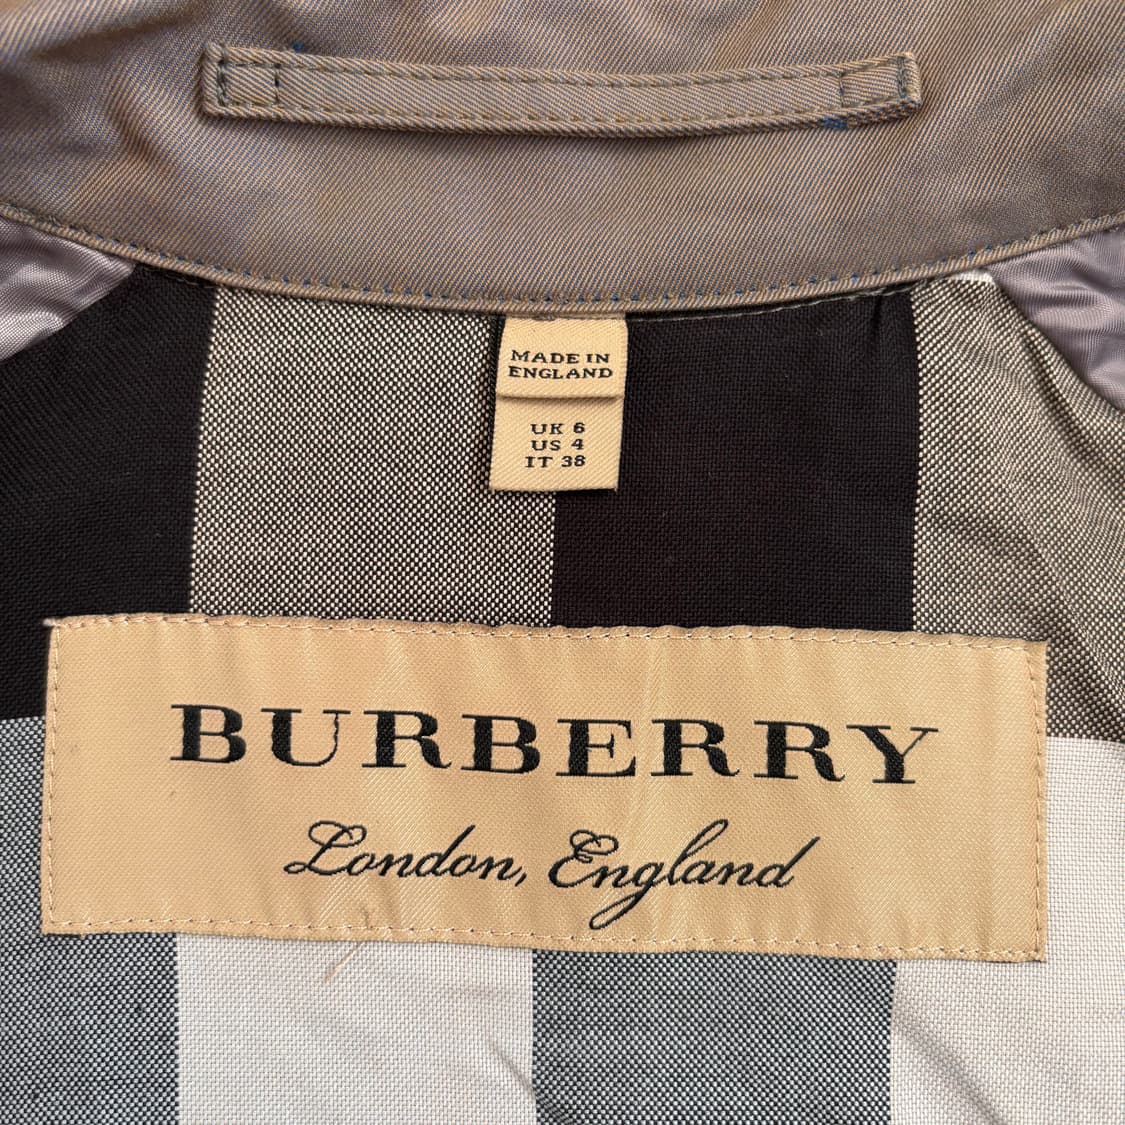 MADE IN
ENGLAND
UK 6
US 4
IT 38
BURBERRY
London, England